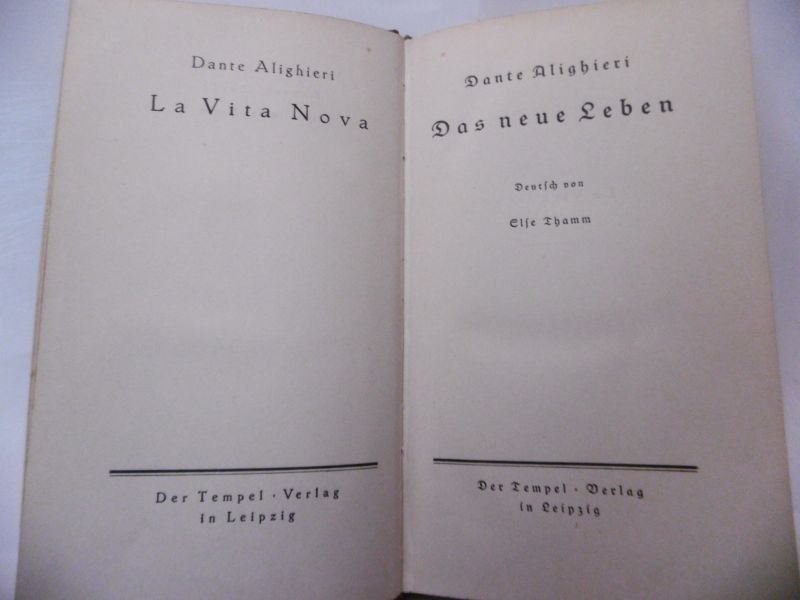 Dante Alighieri
La Vita Nova
Der Tempel · Verlag
in Leipzig
Dante Alighieri
Das neue Leben
Deutſch von
Elſe Thamm
Der Tempel · Verlag
in Leipzig